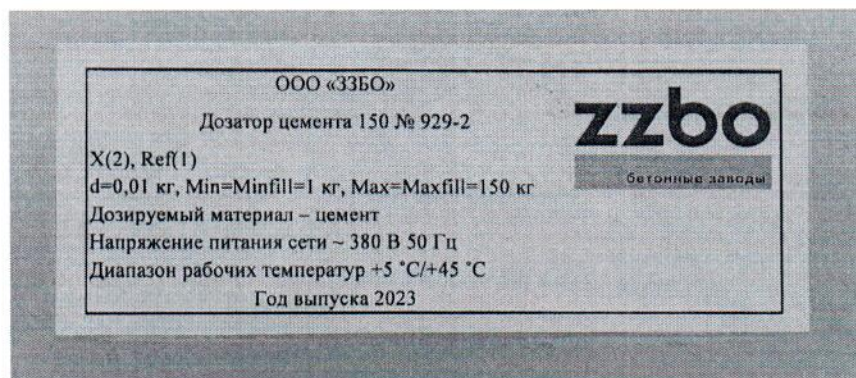 ООО «ЗЗБО»
Дозатор цемента 150 № 929-2
zzbo
бетонные заводы
X(2), Ref(1)
d=0,01 кг, Min=Minfill=1 кг, Max=Maxfill=150 кг
Дозируемый материал – цемент
Напряжение питания сети ~ 380 В 50 Гц
Диапазон рабочих температур +5 ˚С/+45 ˚С
Год выпуска 2023